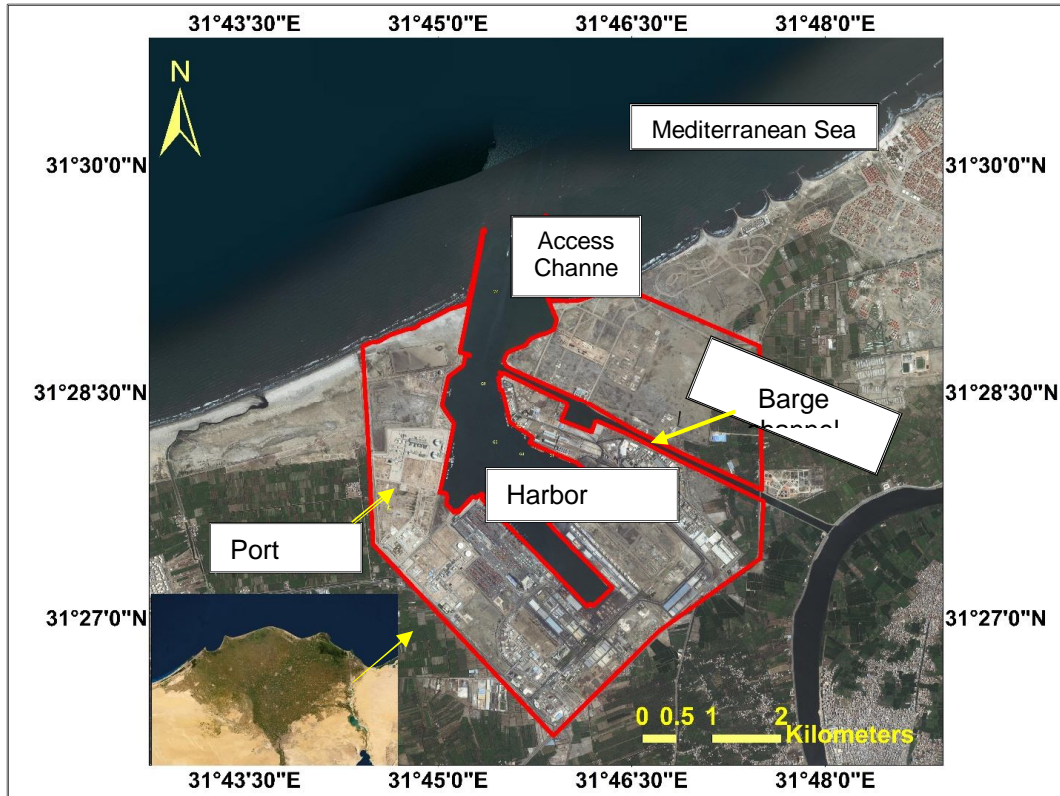 31°43'30"E 31°45'0"E 31°46'30"E 31°48'0"E
N
Mediterranean Sea
31°30'0"N 31°30'0"N
Access
Channe
31°28'30"N 31°28'30"N
Barge
channel
Harbor
Port
31°27'0"N 31°27'0"N
0 0.5 1 2
Kilometers
31°43'30"E 31°45'0"E 31°46'30"E 31°48'0"E